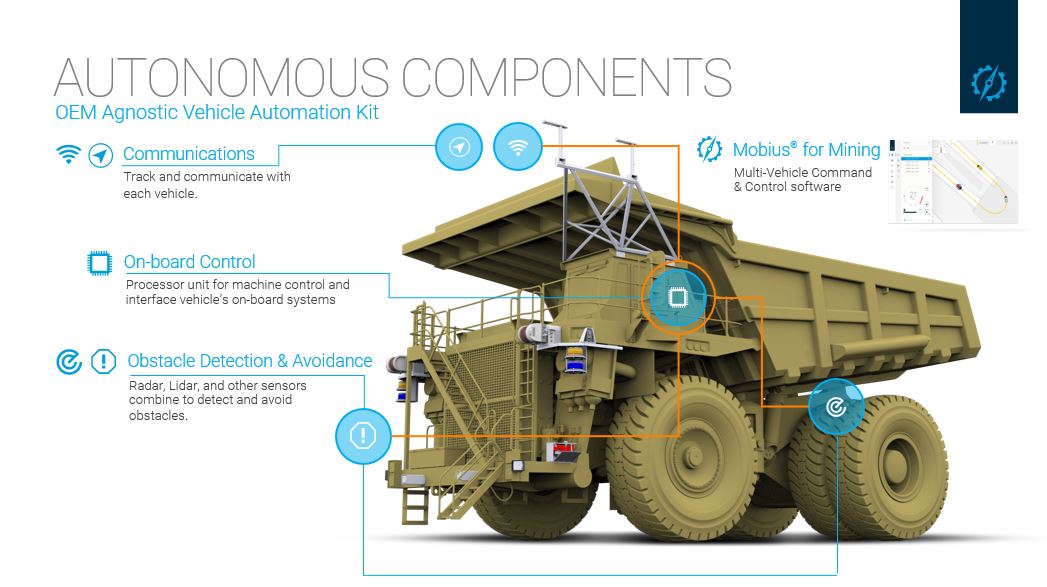 AUTONOMOUS COMPONENTS
OEM Agnostic Vehicle Automation Kit
Communications
Track and communicate with
each vehicle.
Mobius® for Mining
Multi-Vehicle Command
& Control software
On-board Control
Processor unit for machine control and
interface vehicle's on-board systems
Obstacle Detection & Avoidance
Radar, Lidar, and other sensors
combine to detect and avoid
obstacles.